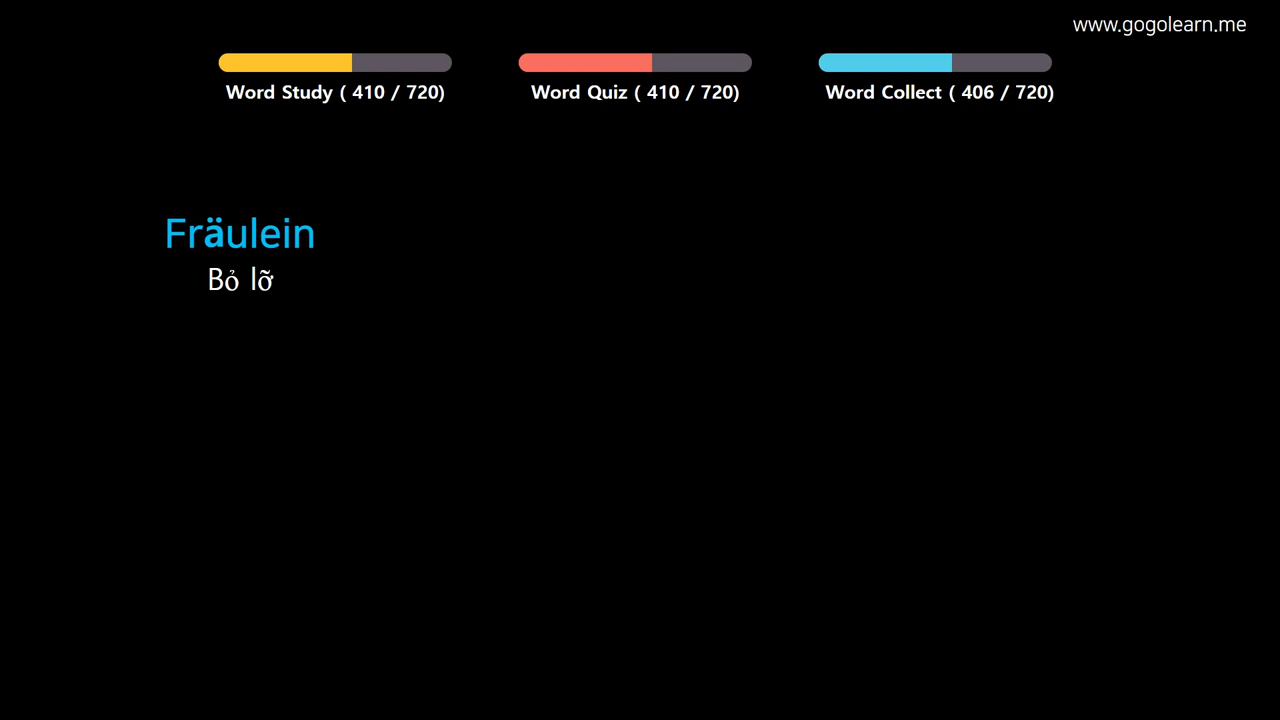 www.gogolearn.me
Word Study ( 410 / 720)
Word Quiz ( 410 / 720)
Word Collect ( 406 / 720)
Fräulein
Bỏ lỡ